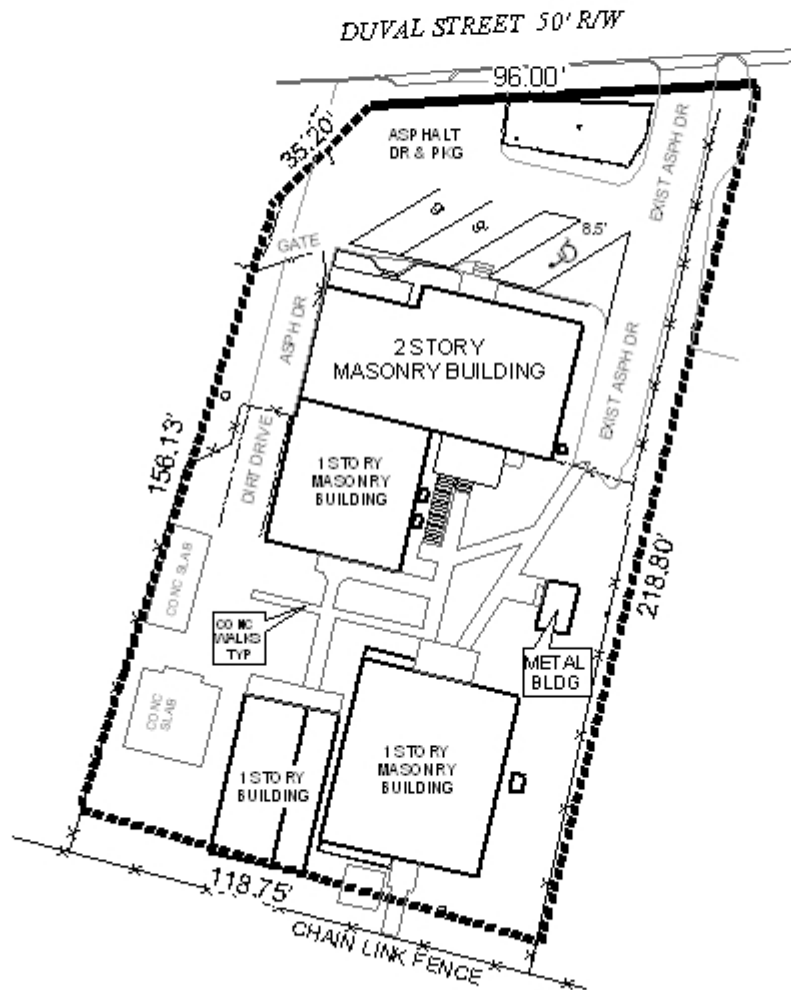 DUVAL STREET 50' R/W
96.00'
35.20'
ASPHALT
DR & PKG
EXIST ASPH DR
9
9
8.5'
GATE
ASPH DR
2 STORY
MASONRY BUILDING
EXIST ASPH DR
156.13'
DIRT DRIVE
1 STORY
MASONRY
BUILDING
CONC SLAB
218.80'
CONC
WALKS
TYP
METAL
BLDG
CONC
SLAB
1 STORY
BUILDING
1 STORY
MASONRY
BUILDING
118.75'
CHAIN LINK FENCE